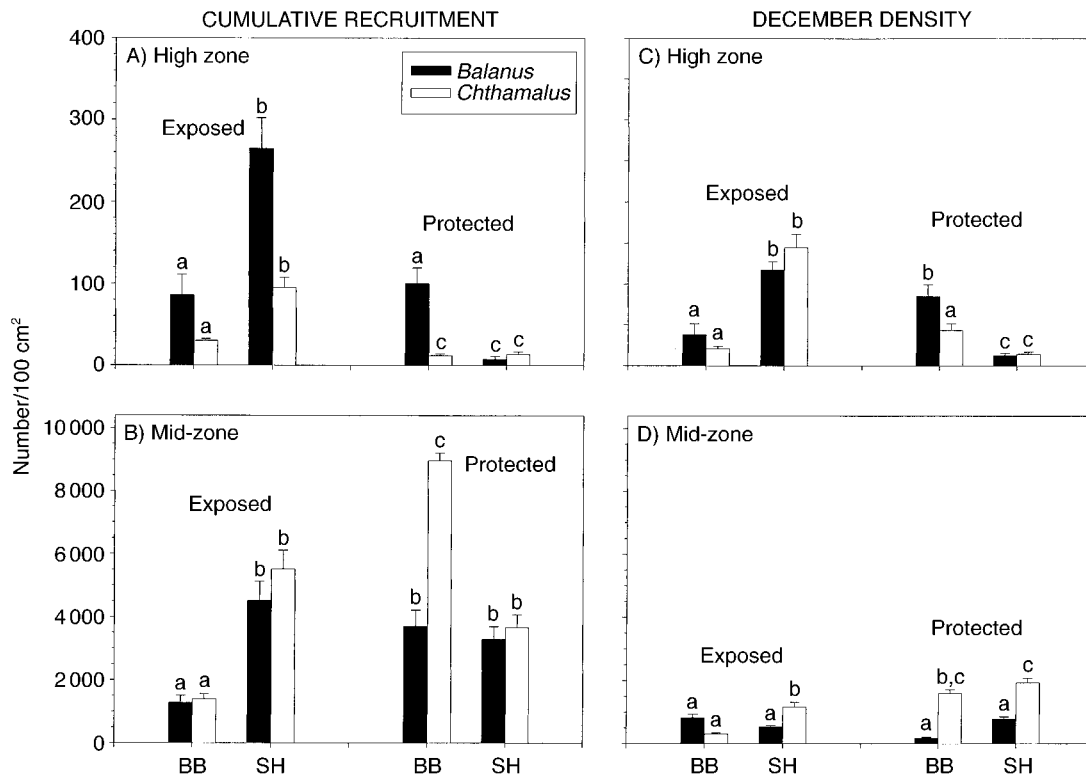 CUMULATIVE RECRUITMENT
DECEMBER DENSITY
Number/100 cm²
A) High zone
Balanus
Chthamalus
Exposed
Protected
400
300
200
100
0
a
a
b
b
a
c
c
c
C) High zone
Exposed
Protected
a
a
b
b
b
a
c
c
B) Mid-zone
Exposed
Protected
10 000
8 000
6 000
4 000
2 000
0
a
a
b
b
b
c
b
b
BB
SH
BB
SH
D) Mid-zone
Exposed
Protected
a
a
a
b
a
b,c
a
c
BB
SH
BB
SH